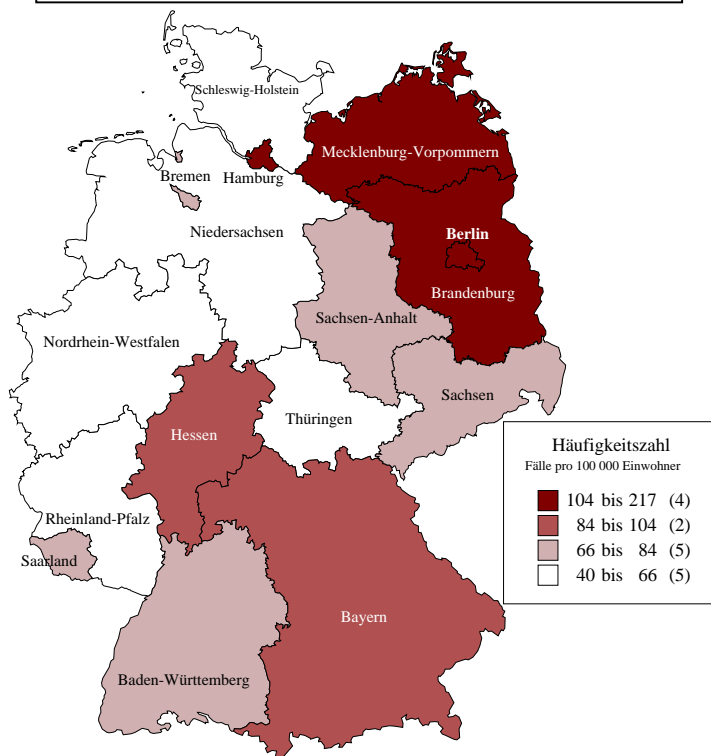 Schleswig-Holstein
Mecklenburg-Vorpommern
Bremen
Hamburg
Niedersachsen
Berlin
Brandenburg
Sachsen-Anhalt
Nordrhein-Westfalen
Sachsen
Thüringen
Hessen
Häufigkeitszahl
Fälle pro 100 000 Einwohner
104 bis 217 (4)
84 bis 104 (2)
66 bis 84 (5)
40 bis 66 (5)
Rheinland-Pfalz
Saarland
Bayern
Baden-Württemberg